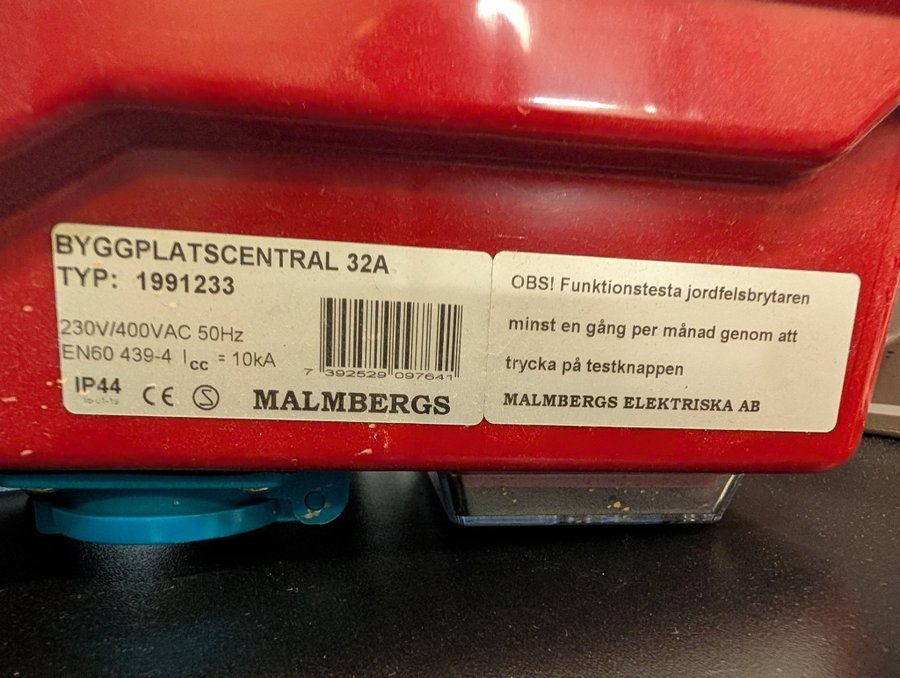 BYGGPLATSCENTRAL 32A
TYP: 1991233
230V/400VAC 50Hz
EN60 439-4 Icc = 10kA
7 392529 097641
IP44
CE S MALMBERGS
OBS! Funktionstesta jordfelsbrytaren
minst en gång per månad genom att
trycka på testknappen
MALMBERGS ELEKTRISKA AB